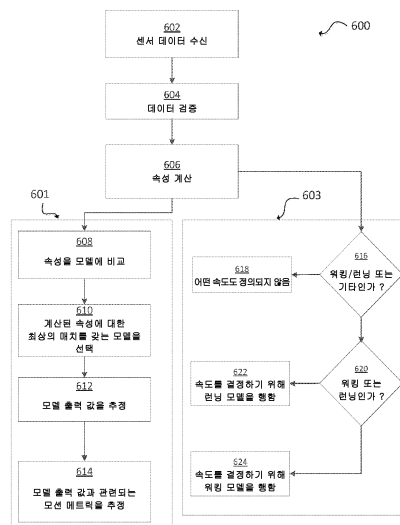 600
602
센서 데이터 수신
604
데이터 검증
606
속성 계산
601
603
608
속성을 모델에 비교
610
계산된 속성에 대한
최상의 매치를 갖는 모델을
선택
612
모델 출력 값을 추정
614
모델 출력 값과 관련되는
모션 메트릭을 추정
616
워킹/런닝 또는
기타인가 ?
618
어떤 속도도 정의되지 않음
620
워킹 또는
런닝인가 ?
622
속도를 결정하기 위해
런닝 모델을 행함
624
속도를 결정하기 위해
워킹 모델을 행함